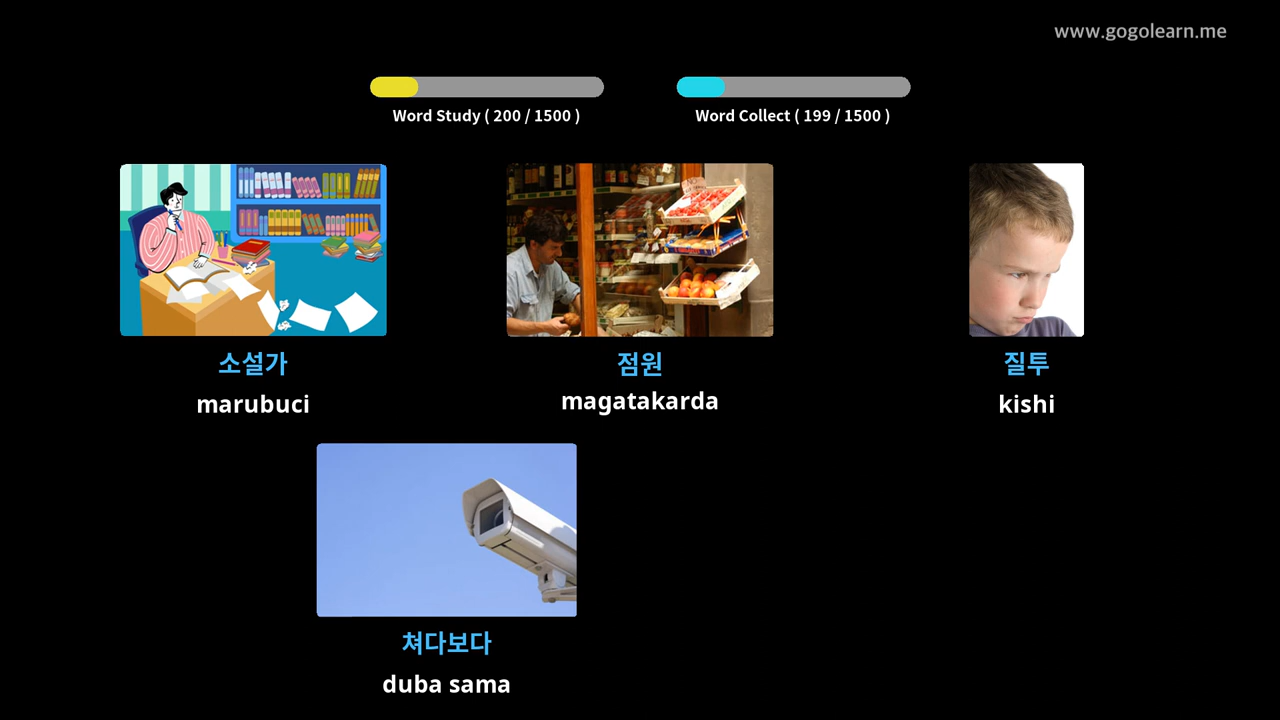 www.gogolearn.me
Word Study ( 200 / 1500 )
Word Collect ( 199 / 1500 )
소설가
marubuci
점원
magatakarda
질투
kishi
쳐다보다
duba sama